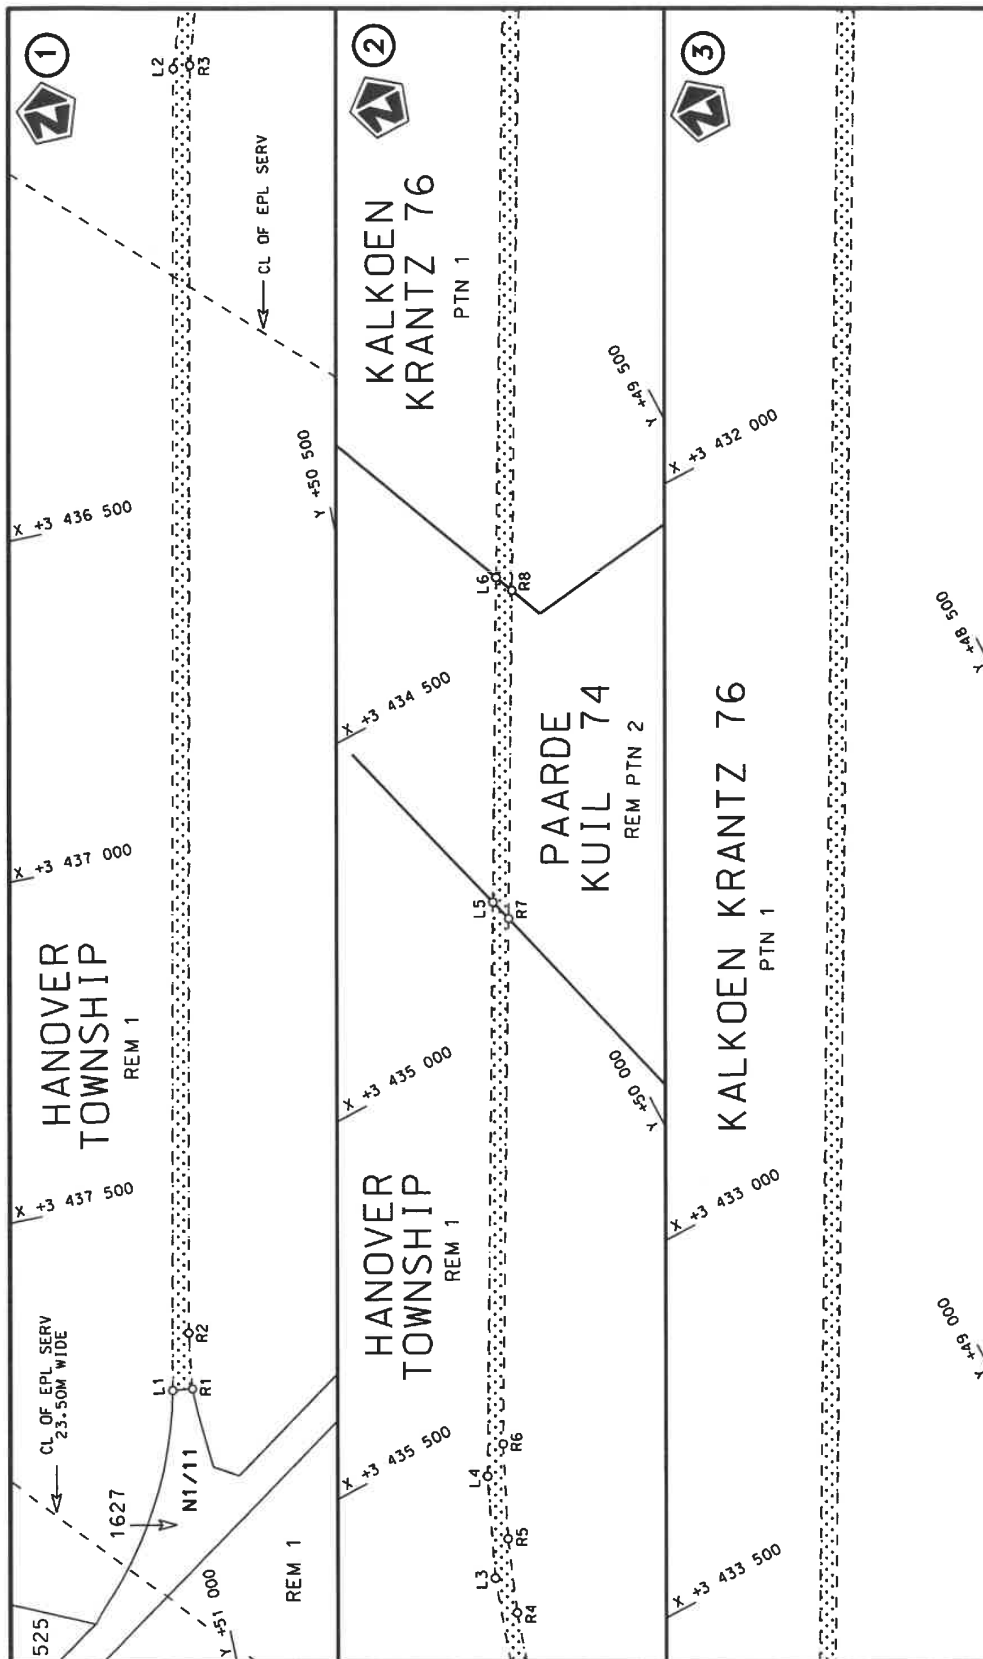 1
L2
R3
CL OF EPL SERV
X +3 436 500
Y +50 500
X +3 437 000
HANOVER
TOWNSHIP
REM 1
X +3 437 500
R2
L1
R1
CL OF EPL SERV
23.50M WIDE
1627
N1/11
REM 1
Y +51 000
525
2
KALKOEN
KRANTZ 76
PTN 1
Y +49 500
L6
R8
X +3 434 500
PAARDE
KUIL 74
REM PTN 2
L5
R7
X +3 435 000
Y +50 000
HANOVER
TOWNSHIP
REM 1
X +3 435 500
R6
L4
R5
L3
R4
3
X +3 432 000
Y +48 500
KALKOEN KRANTZ 76
PTN 1
X +3 433 000
Y +49 000
X +3 433 500